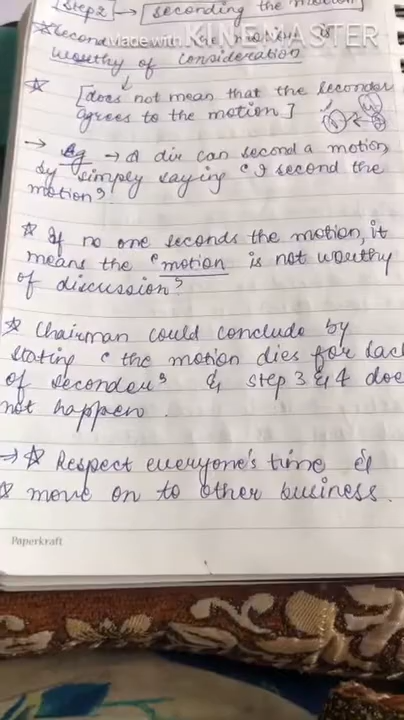 [Step 2] → [seconding the motion]
☆ Second
Made with KINEMASTER
is
worthy of consideration
☆ [does not mean that the seconder
agrees to the motion]
→ Eg → A dir can second a motion
by simply saying "I second the
motion"
☆ If no one seconds the motion, it
means the "motion is not worthy
of discussion"
☆ Chairman could conclude by
stating "the motion dies for lack
of seconder" & step 3 & 4 does
not happen.
→ ☆ Respect everyone's time &
☆ move on to other business.
Paperkraft